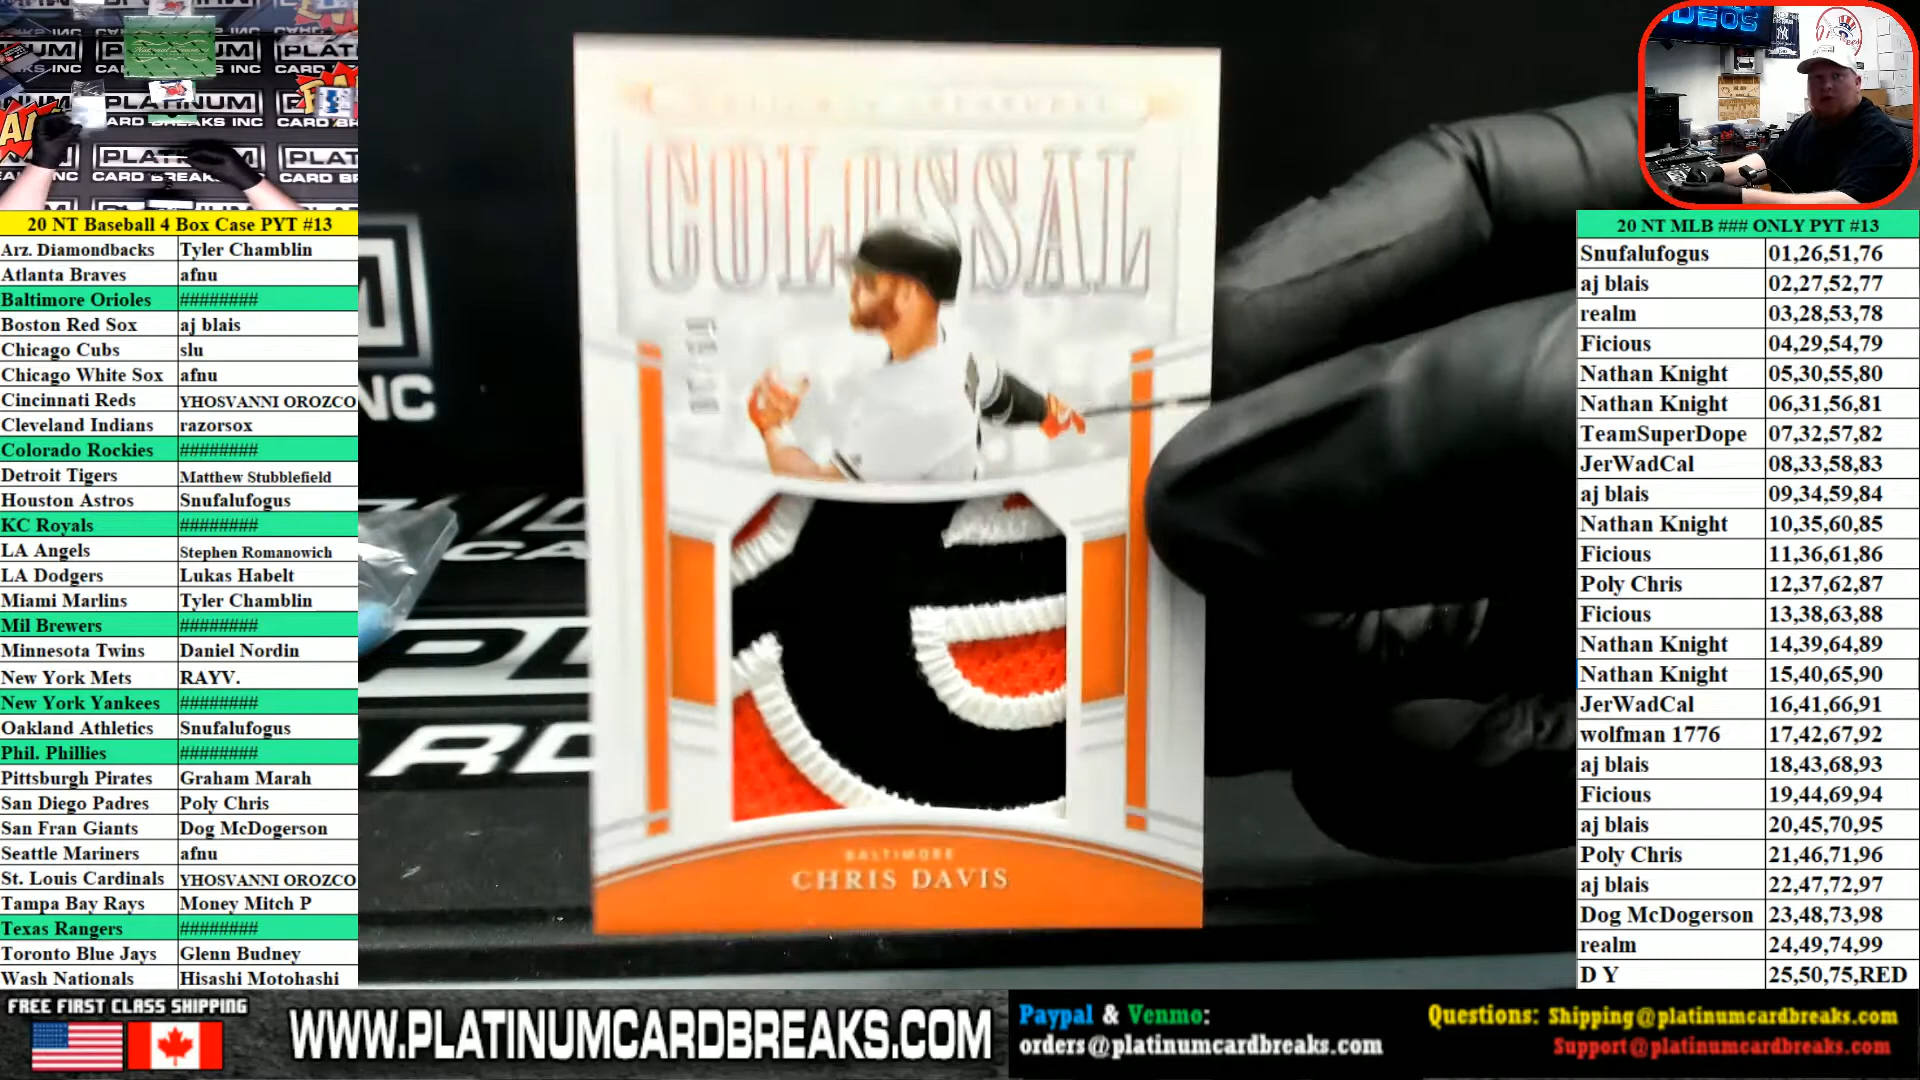 20 NT Baseball 4 Box Case PYT #13
Arz. Diamondbacks Tyler Chamblin
Atlanta Braves afnu
Baltimore Orioles ########
Boston Red Sox aj blais
Chicago Cubs slu
Chicago White Sox afnu
Cincinnati Reds YHOSVANNI OROZCO
Cleveland Indians razorsox
Colorado Rockies ########
Detroit Tigers Matthew Stubblefield
Houston Astros Snufalufogus
KC Royals ########
LA Angels Stephen Romanowich
LA Dodgers Lukas Habelt
Miami Marlins Tyler Chamblin
Mil Brewers ########
Minnesota Twins Daniel Nordin
New York Mets RAYV.
New York Yankees ########
Oakland Athletics Snufalufogus
Phil. Phillies ########
Pittsburgh Pirates Graham Marah
San Diego Padres Poly Chris
San Fran Giants Dog McDogerson
Seattle Mariners afnu
St. Louis Cardinals YHOSVANNI OROZCO
Tampa Bay Rays Money Mitch P
Texas Rangers ########
Toronto Blue Jays Glenn Budney
Wash Nationals Hisashi Motohashi
PLATINUM
CARD BREAKS INC
COLOSSAL
BALTIMORE
CHRIS DAVIS
20 NT MLB ### ONLY PYT #13
Snufalufogus 01,26,51,76
aj blais 02,27,52,77
realm 03,28,53,78
Ficious 04,29,54,79
Nathan Knight 05,30,55,80
Nathan Knight 06,31,56,81
TeamSuperDope 07,32,57,82
JerWadCal 08,33,58,83
aj blais 09,34,59,84
Nathan Knight 10,35,60,85
Ficious 11,36,61,86
Poly Chris 12,37,62,87
Ficious 13,38,63,88
Nathan Knight 14,39,64,89
Nathan Knight 15,40,65,90
JerWadCal 16,41,66,91
wolfman 1776 17,42,67,92
aj blais 18,43,68,93
Ficious 19,44,69,94
aj blais 20,45,70,95
Poly Chris 21,46,71,96
aj blais 22,47,72,97
Dog McDogerson 23,48,73,98
realm 24,49,74,99
D Y 25,50,75,RED
FREE FIRST CLASS SHIPPING
WWW.PLATINUMCARDBREAKS.COM
Paypal & Venmo:
orders@platinumcardbreaks.com
Questions: Shipping@platinumcardbreaks.com
Support@platinumcardbreaks.com